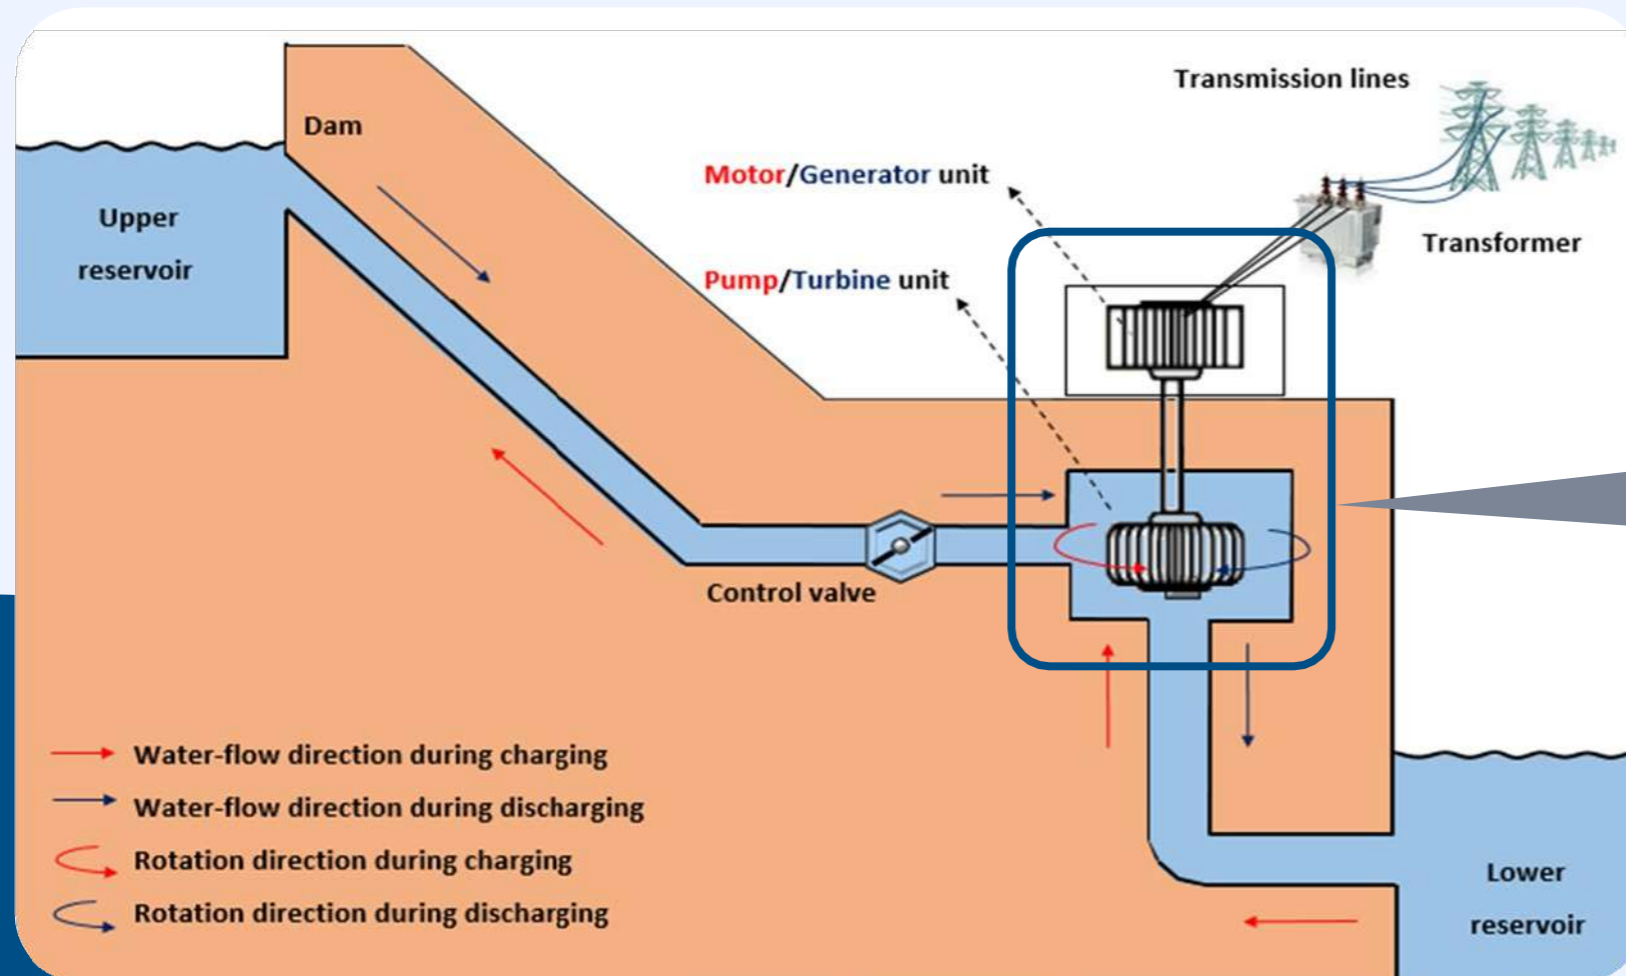 Transmission lines
Dam
Motor/Generator unit
Upper
reservoir
Transformer
Pump/Turbine unit
Control valve
Water-flow direction during charging
Water-flow direction during discharging
Rotation direction during charging
Rotation direction during discharging
Lower
reservoir